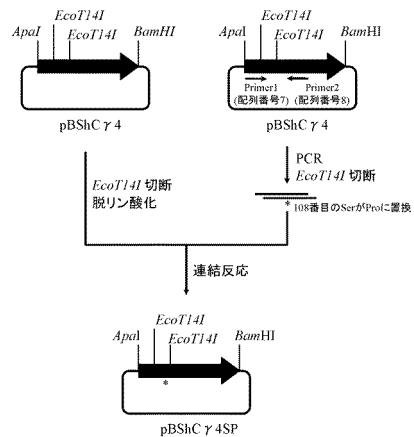 EcoT14I
ApaI EcoT14I BamHI
pBShCγ4
EcoT14I
ApaI EcoT14I BamHI
Primer1 Primer2
(配列番号7) (配列番号8)
pBShCγ4
EcoT14I 切断
脱リン酸化
PCR
EcoT14I 切断
* 108番目のSerがProに置換
連結反応
EcoT14I
ApaI EcoT14I BamHI
*
pBShCγ4SP